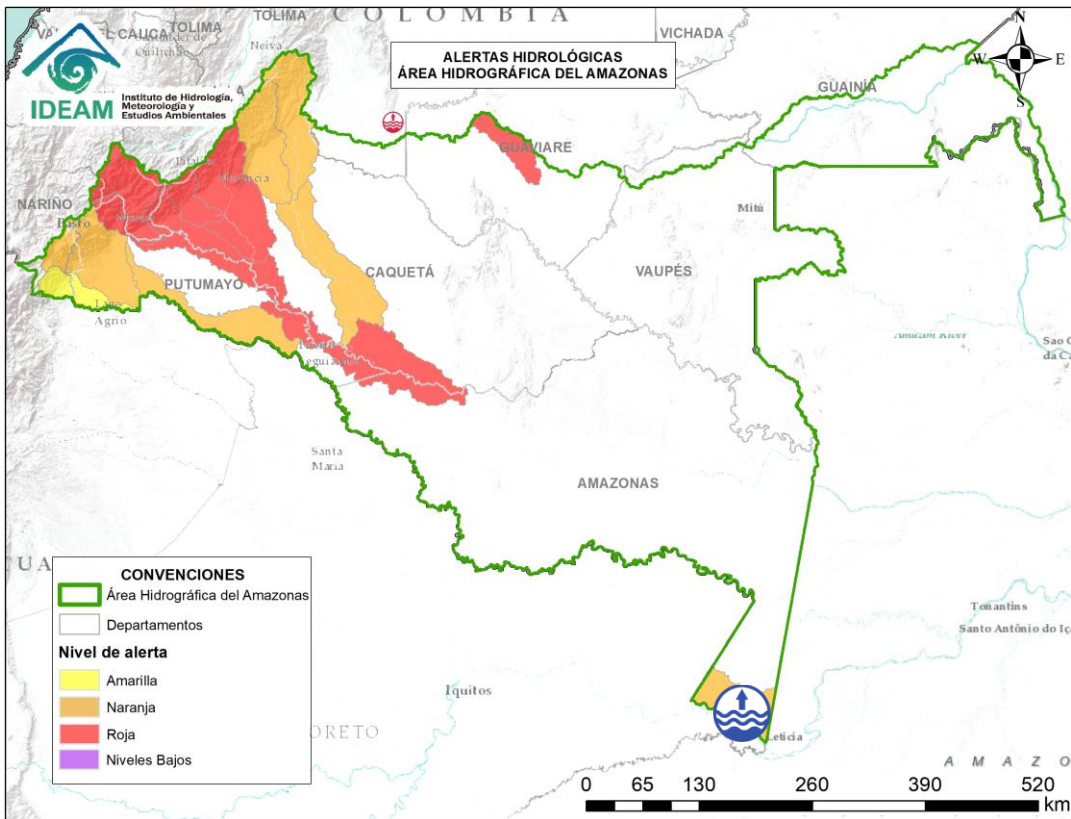 COLOMBIA
TOLIMA
TOLIMA
Neiva
VICHADA
IDEAM
Instituto de Hidrología,
Meteorología y
Estudios Ambientales
ALERTAS HIDROLÓGICAS
ÁREA HIDROGRÁFICA DEL AMAZONAS
N
W
E
S
GUAINÍA
GUAVIARE
NARIÑO
Pasto
Mitú
VAUPÉS
CAQUETÁ
PUTUMAYO
Lago
Agrio
Amazon River
Santa
Maria
AMAZONAS
CONVENCIONES
Área Hidrográfica del Amazonas
Departamentos
Nivel de alerta
Amarilla
Naranja
Roja
Niveles Bajos
Iquitos
Tonantins
Santo Antônio do Iça
Leticia
0 65 130 260 390 520
km